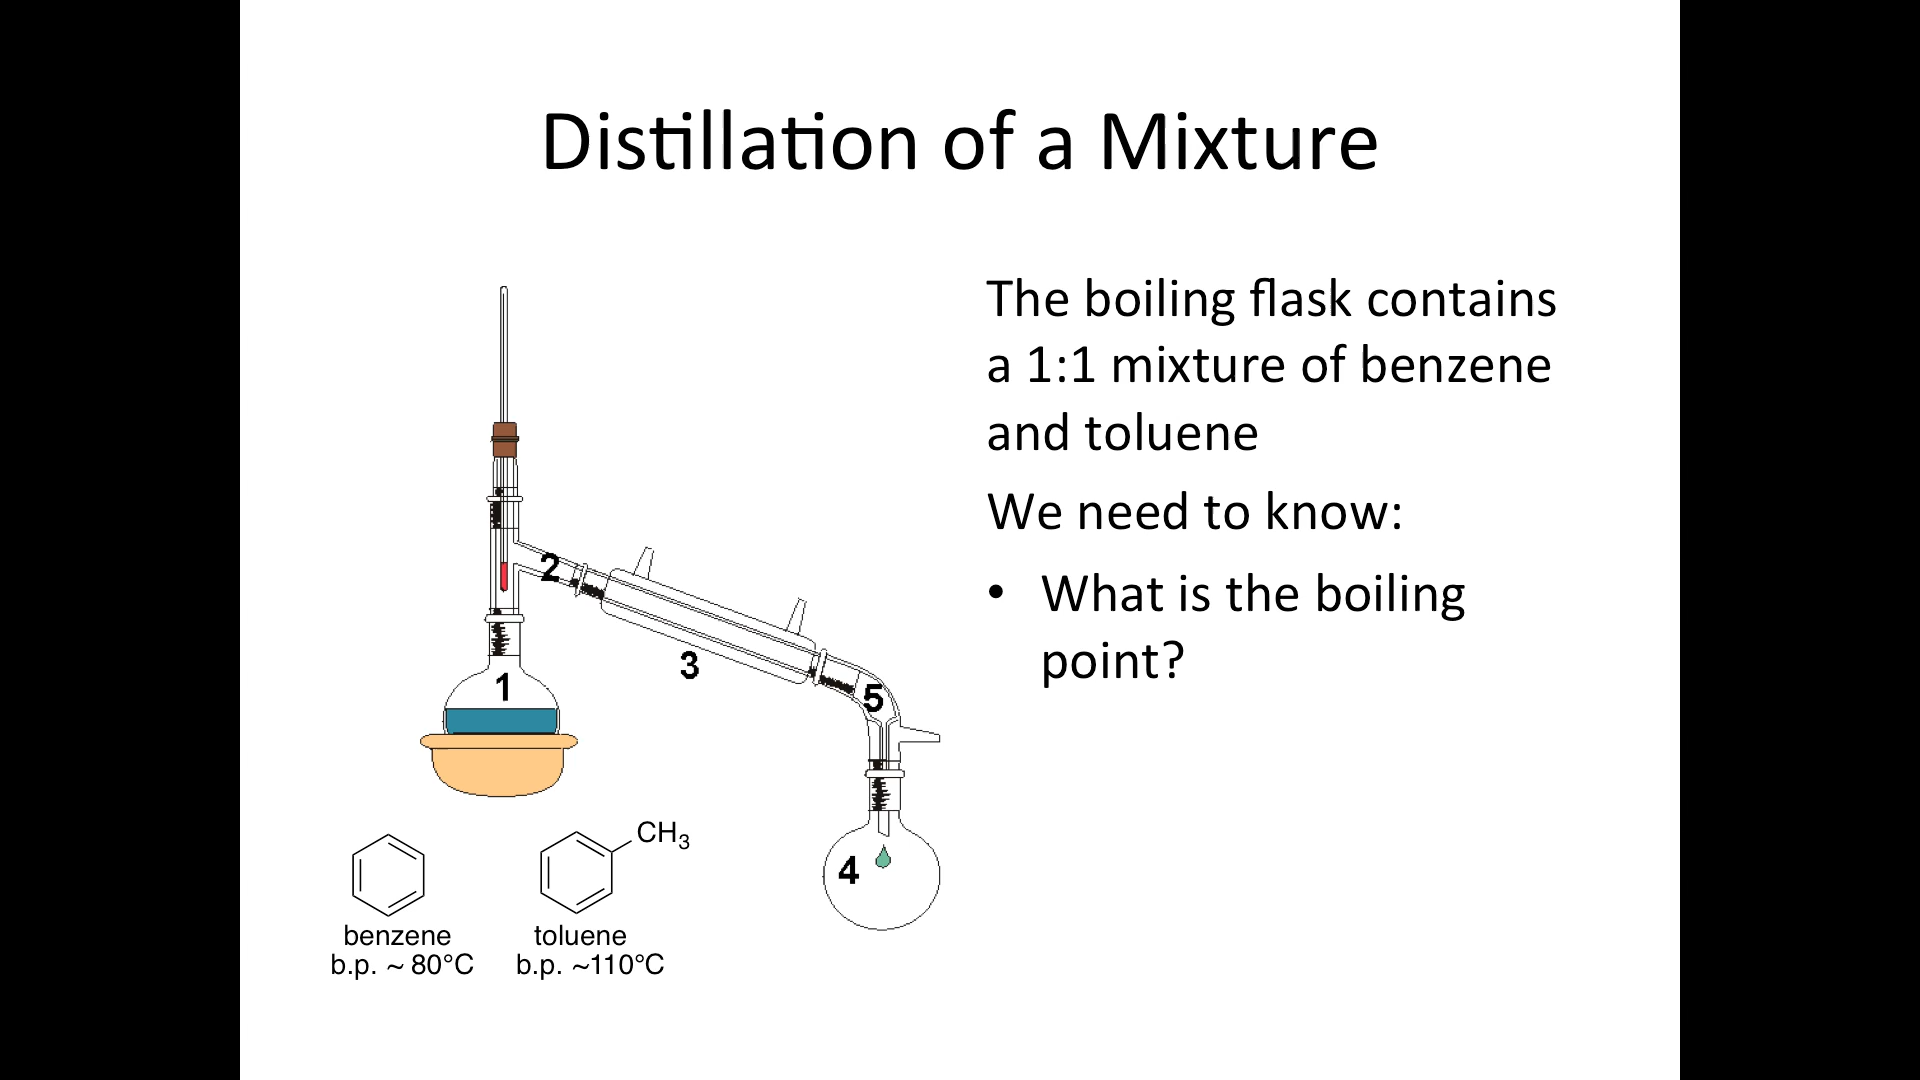 Distillation of a Mixture
The boiling flask contains
a 1:1 mixture of benzene
and toluene
We need to know:
• What is the boiling
point?
2
3
1
5
4
CH3
benzene
b.p. ~ 80°C
toluene
b.p. ~110°C